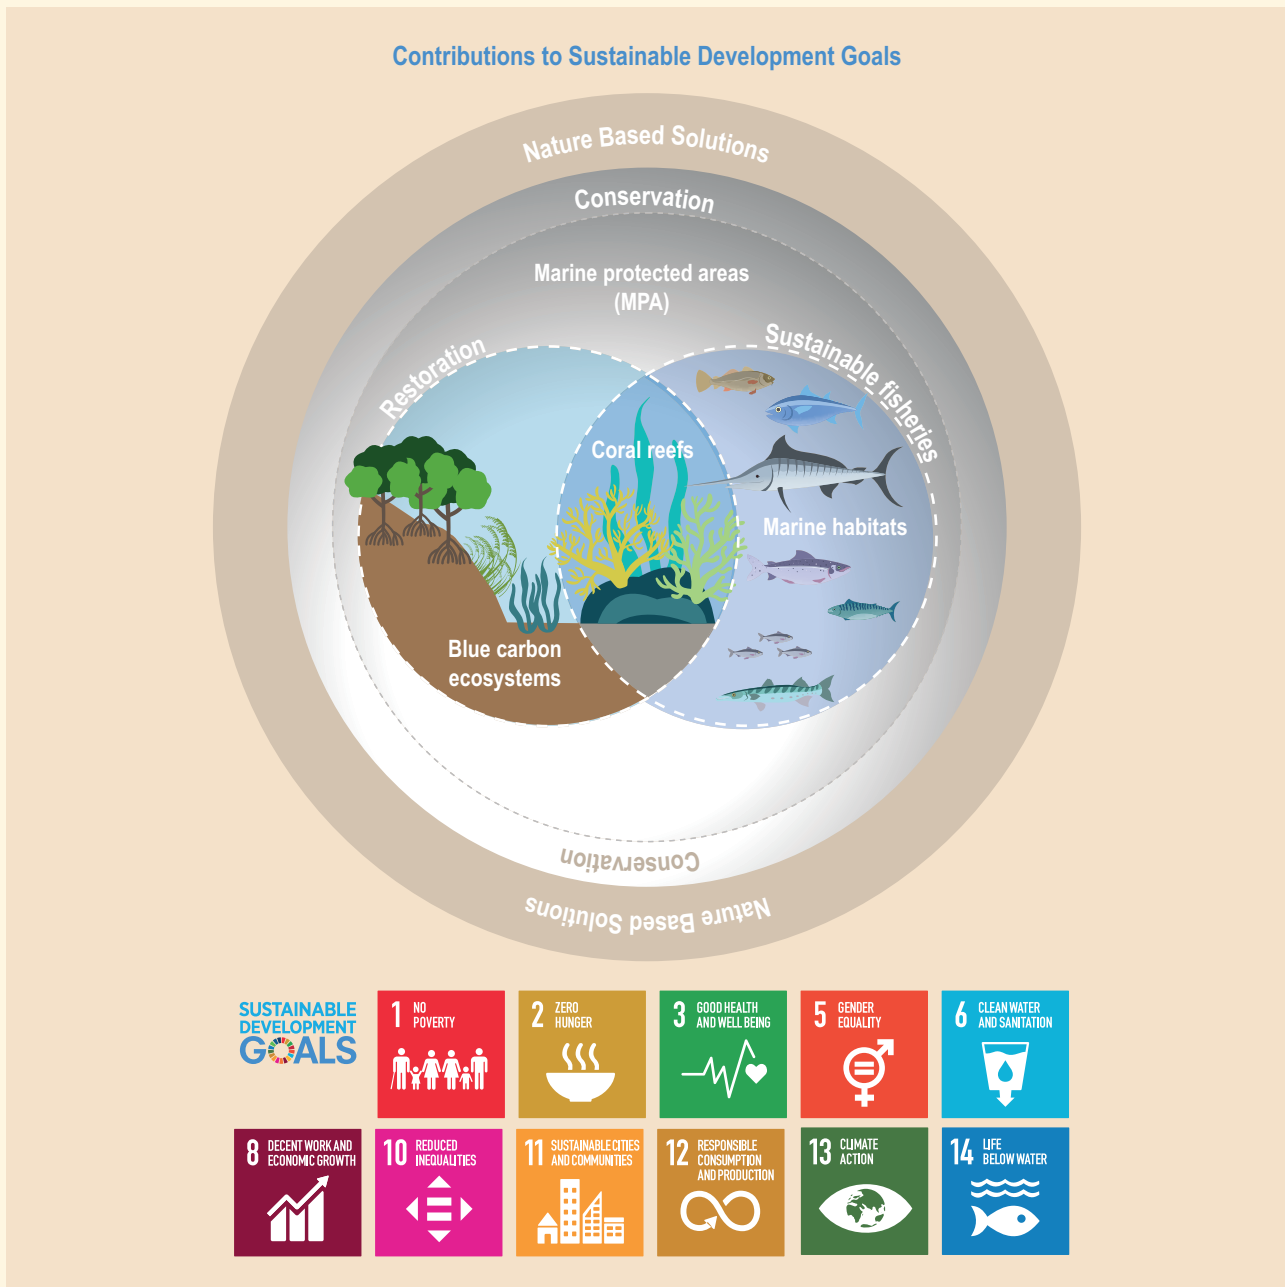 Contributions to Sustainable Development Goals
Nature Based Solutions
Conservation
Marine protected areas
(MPA)
Restoration
Sustainable fisheries
Coral reefs
Marine habitats
Blue carbon
ecosystems
Conservation
Nature Based Solutions
SUSTAINABLE
DEVELOPMENT
GOALS
1 NO
POVERTY
2 ZERO
HUNGER
3 GOOD HEALTH
AND WELL BEING
5 GENDER
EQUALITY
6 CLEAN WATER
AND SANITATION
8 DECENT WORK AND
ECONOMIC GROWTH
10 REDUCED
INEQUALITIES
11 SUSTAINABLE CITIES
AND COMMUNITIES
12 RESPONSIBLE
CONSUMPTION
AND PRODUCTION
13 CLIMATE
ACTION
14 LIFE
BELOW WATER